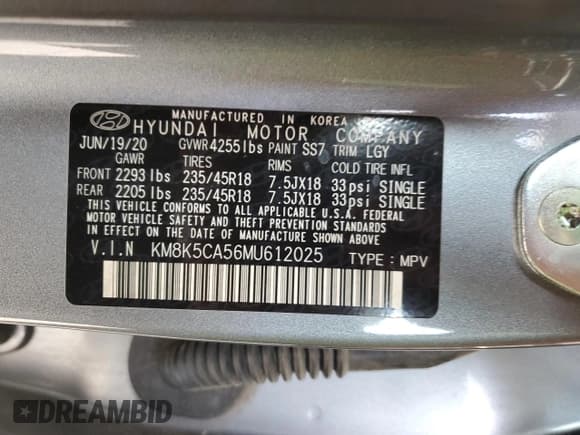 MANUFACTURED IN KOREA
HYUNDAI MOTOR COMPANY
JUN/19/20 GVWR 4255lbs PAINT SS7 TRIM LGY
GAWR TIRES RIMS COLD TIRE INFL
FRONT 2293 lbs 235/45R18 7.5JX18 33psi SINGLE
REAR 2205 lbs 235/45R18 7.5JX18 33psi SINGLE
THIS VEHICLE CONFORMS TO ALL APPLICABLE U.S.A. FEDERAL
MOTOR VEHICLE SAFETY AND THEFT PREVENTION STANDARDS
IN EFFECT ON THE DATE OF MANUFACTURE SHOWN ABOVE.
V.I.N KM8K5CA56MU612025 TYPE : MPV
DREAMBID